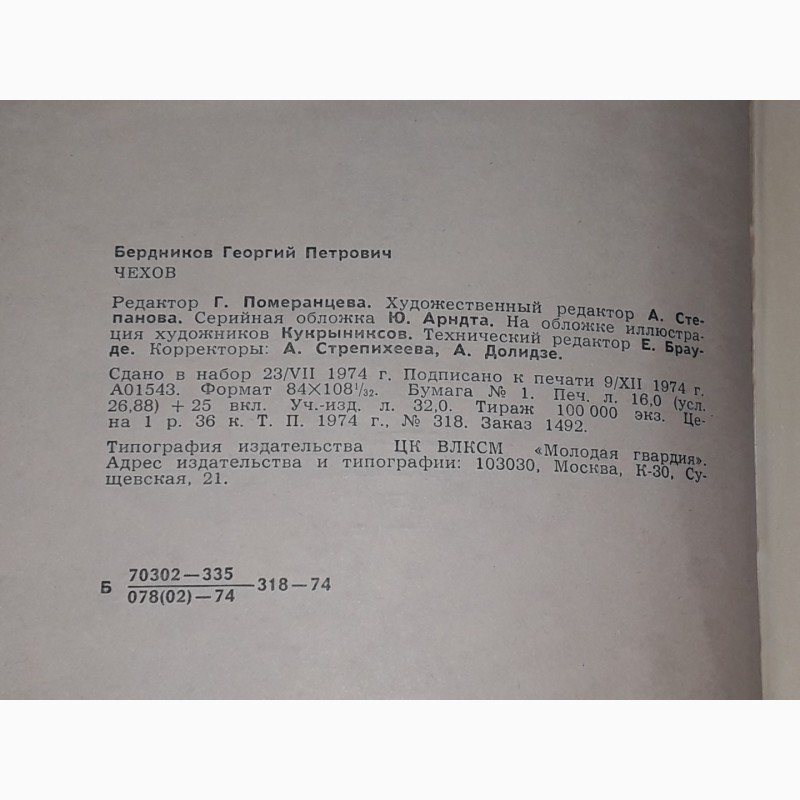 Бердников Георгий Петрович
ЧЕХОВ
Редактор Г. Померанцева. Художественный редактор А. Сте-
панова. Серийная обложка Ю. Арндта. На обложке иллюстра-
ция художников Кукрыниксов. Технический редактор Е. Брау-
де. Корректоры: А. Стрепихеева, А. Долидзе.
Сдано в набор 23/VII 1974 г. Подписано к печати 9/XII 1974 г.
А01543. Формат 84×108¹/₃₂. Бумага № 1. Печ. л. 16,0 (усл.
26,88) + 25 вкл. Уч.-изд. л. 32,0. Тираж 100 000 экз. Це-
на 1 р. 36 к. Т. П. 1974 г., № 318. Заказ 1492.
Типография издательства ЦК ВЛКСМ «Молодая гвардия».
Адрес издательства и типографии: 103030, Москва, К-30, Су-
щевская, 21.
70302—335
Б 078(02)—74 318—74